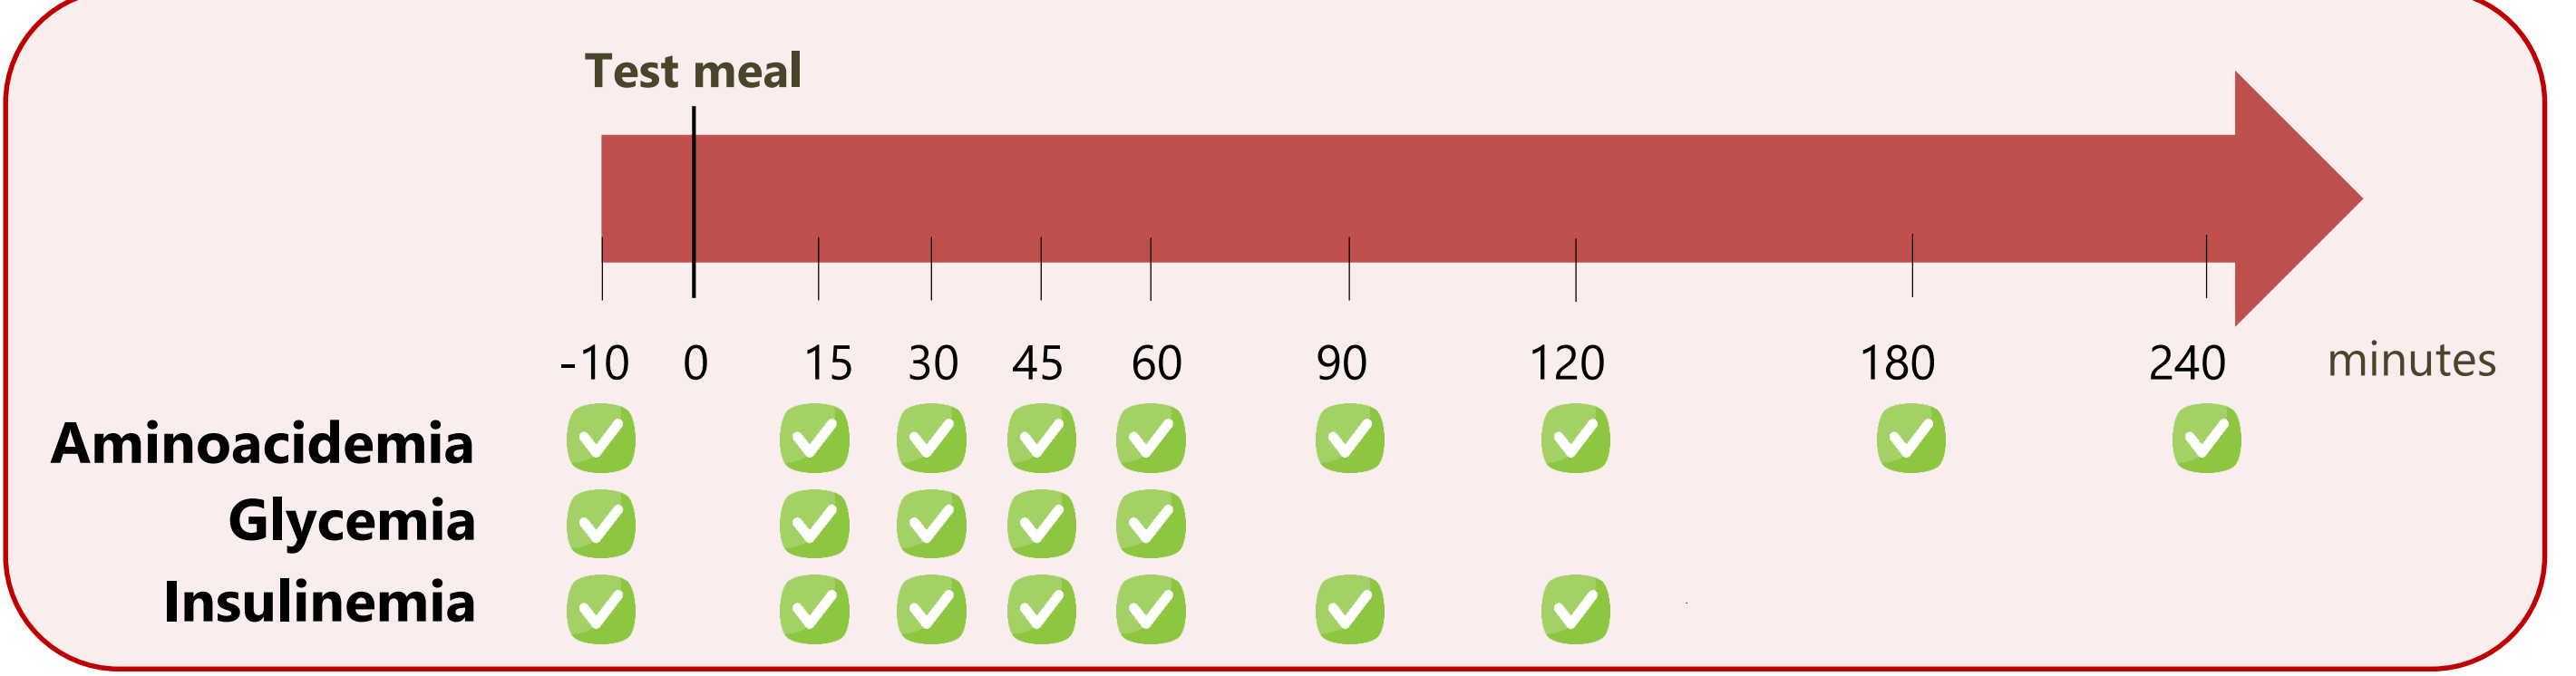 Test meal
-10 0 15 30 45 60 90 120 180 240 minutes
Aminoacidemia
Glycemia
Insulinemia